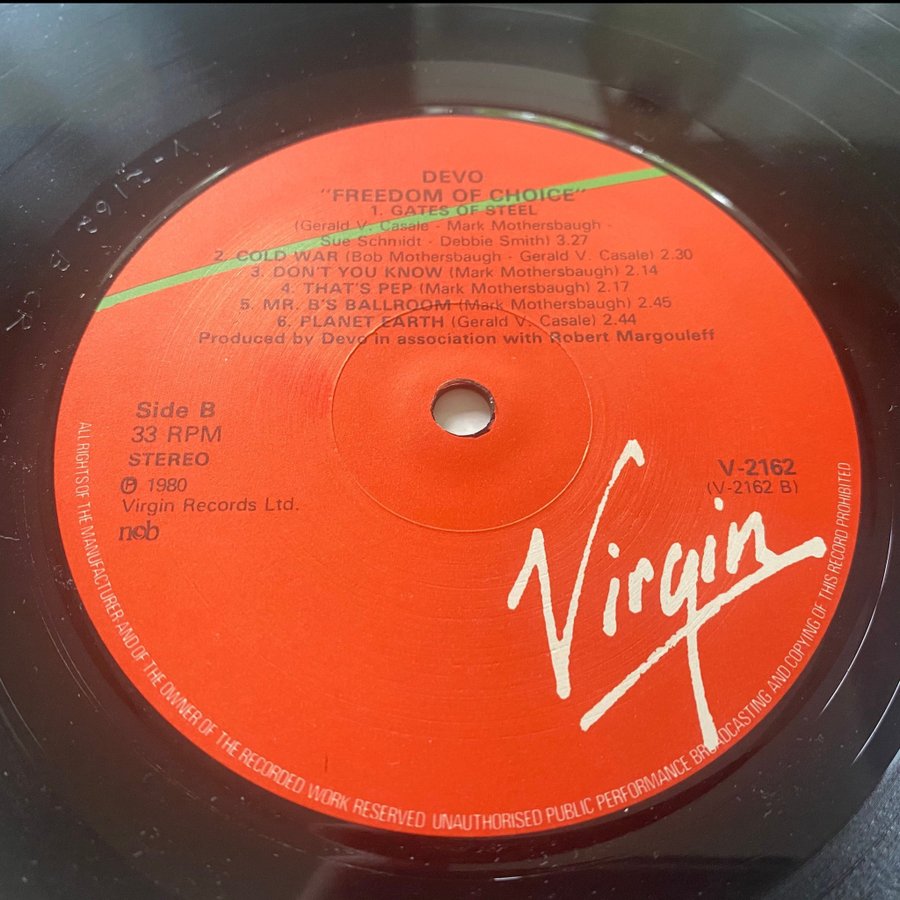 DEVO
"FREEDOM OF CHOICE"
1. GATES OF STEEL
(Gerald V. Casale - Mark Mothersbaugh -
Sue Schmidt - Debbie Smith) 3.27
2. COLD WAR (Bob Mothersbaugh - Gerald V. Casale) 2.30
3. DON'T YOU KNOW (Mark Mothersbaugh) 2.14
4. THAT'S PEP (Mark Mothersbaugh) 2.17
5. MR. B'S BALLROOM (Mark Mothersbaugh) 2.45
6. PLANET EARTH (Gerald V. Casale) 2.44
Produced by Devo in association with Robert Margouleff
Side B
33 RPM
STEREO
℗ 1980
Virgin Records Ltd.
ncb
V-2162
(V-2162 B)
Virgin
ALL RIGHTS OF THE MANUFACTURER AND OF THE OWNER OF THE RECORDED WORK RESERVED UNAUTHORISED PUBLIC PERFORMANCE BROADCASTING AND COPYING OF THIS RECORD PROHIBITED